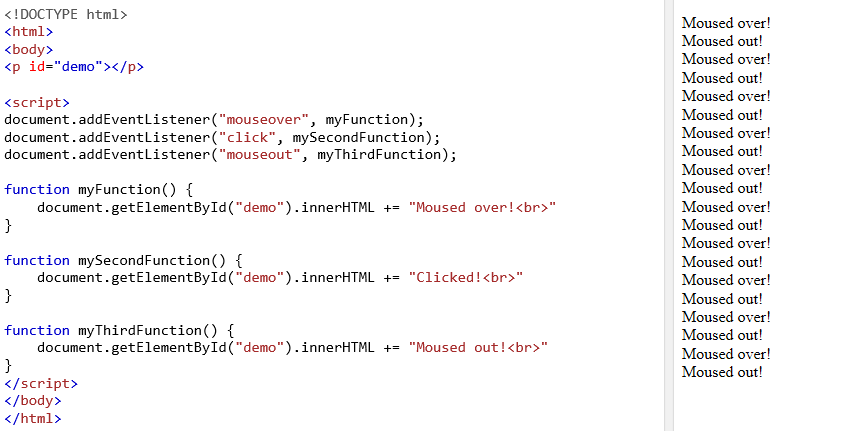 <!DOCTYPE html>
<html>
<body>
<p id="demo"></p>

<script>
document.addEventListener("mouseover", myFunction);
document.addEventListener("click", mySecondFunction);
document.addEventListener("mouseout", myThirdFunction);

function myFunction() {
    document.getElementById("demo").innerHTML += "Moused over!<br>"
}

function mySecondFunction() {
    document.getElementById("demo").innerHTML += "Clicked!<br>"
}

function myThirdFunction() {
    document.getElementById("demo").innerHTML += "Moused out!<br>"
}
</script>
</body>
</html>
Moused over!
Moused out!
Moused over!
Moused out!
Moused over!
Moused out!
Moused over!
Moused out!
Moused over!
Moused out!
Moused over!
Moused out!
Moused over!
Moused out!
Moused over!
Moused out!
Moused over!
Moused out!
Moused over!
Moused out!